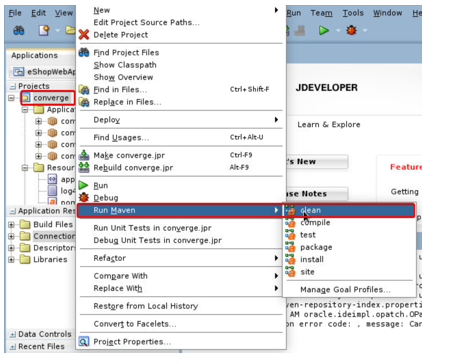 File Edit View
Run Team Tools Window He
Applications
eShopWebAp
Projects
converge
Applica
com
com
com
com
Resour
app
log4
Application Res
Build Files
Connection
Descriptor
Libraries
Data Controls
Recent Files
New
Edit Project Source Paths...
Delete Project
Find Project Files
Show Classpath
Show Overview
Find in Files... Ctrl+Shift-F
Replace in Files...
Deploy
Find Usages... Ctrl+Alt-U
Make converge.jpr Ctrl-F9
Rebuild converge.jpr Alt-F9
Run
Debug
Run Maven
Run Unit Tests in converge.jpr
Debug Unit Tests in converge.jpr
Refactor
Compare With
Replace With
Restore from Local History
Convert to Facelets...
Project Properties...
clean
compile
test
package
install
site
Manage Goal Profiles...
JDEVELOPER
Learn & Explore
's New
Feature
se Notes
Getting
ven-repository-index.properti
AM oracle.ideimpl.opatch.OPa
on error code: , message: Can